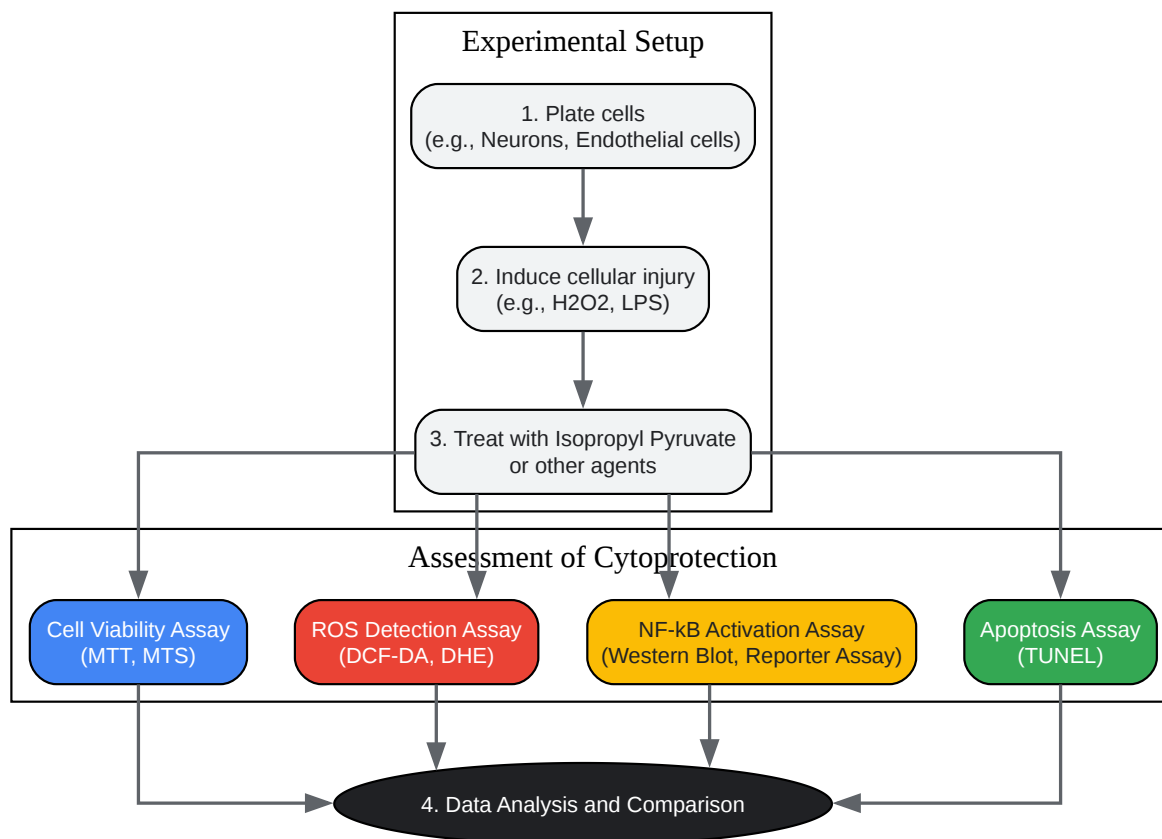 Experimental Setup
1. Plate cells
(e.g., Neurons, Endothelial cells)
2. Induce cellular injury
(e.g., H2O2, LPS)
3. Treat with Isopropyl Pyruvate
or other agents
Assessment of Cytoprotection
Cell Viability Assay
(MTT, MTS)
ROS Detection Assay
(DCF-DA, DHE)
NF-kB Activation Assay
(Western Blot, Reporter Assay)
Apoptosis Assay
(TUNEL)
4. Data Analysis and Comparison